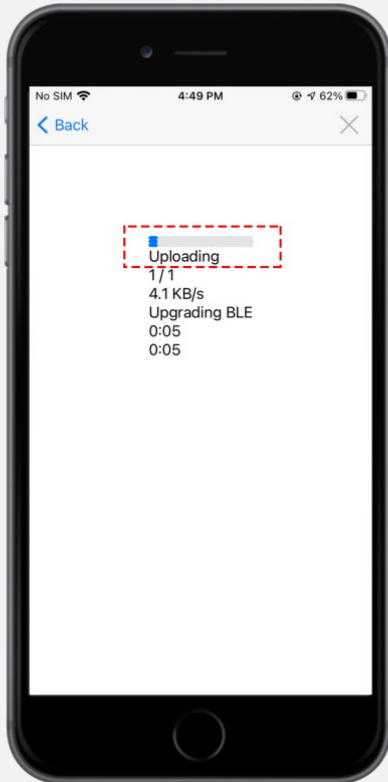 No SIM 4:49 PM 62%
Back
Uploading
1 / 1
4.1 KB/s
Upgrading BLE
0:05
0:05